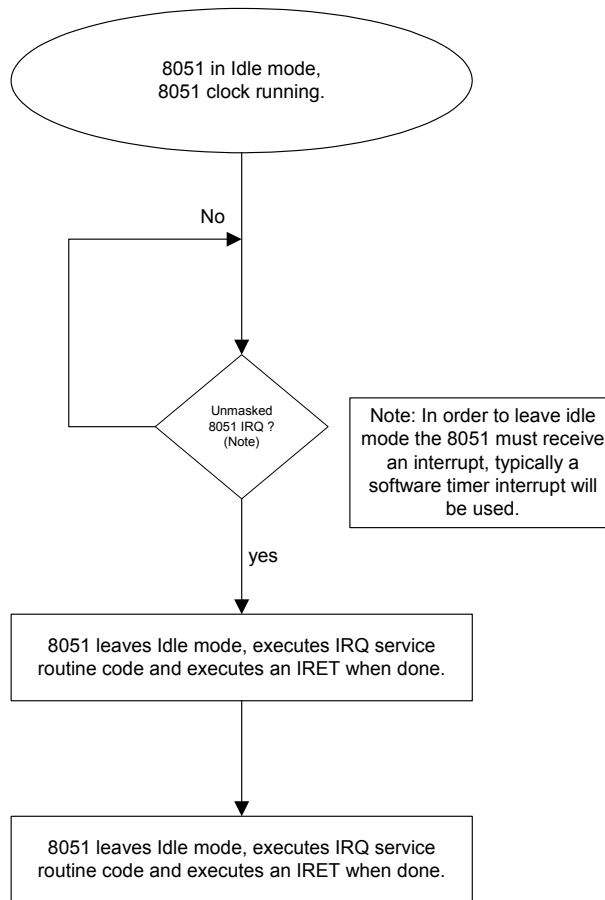 8051 in Idle mode,
8051 clock running.
No
Unmasked
8051 IRQ ?
(Note)
Note: In order to leave idle
mode the 8051 must receive
an interrupt, typically a
software timer interrupt will
be used.
yes
8051 leaves Idle mode, executes IRQ service
routine code and executes an IRET when done.
8051 leaves Idle mode, executes IRQ service
routine code and executes an IRET when done.